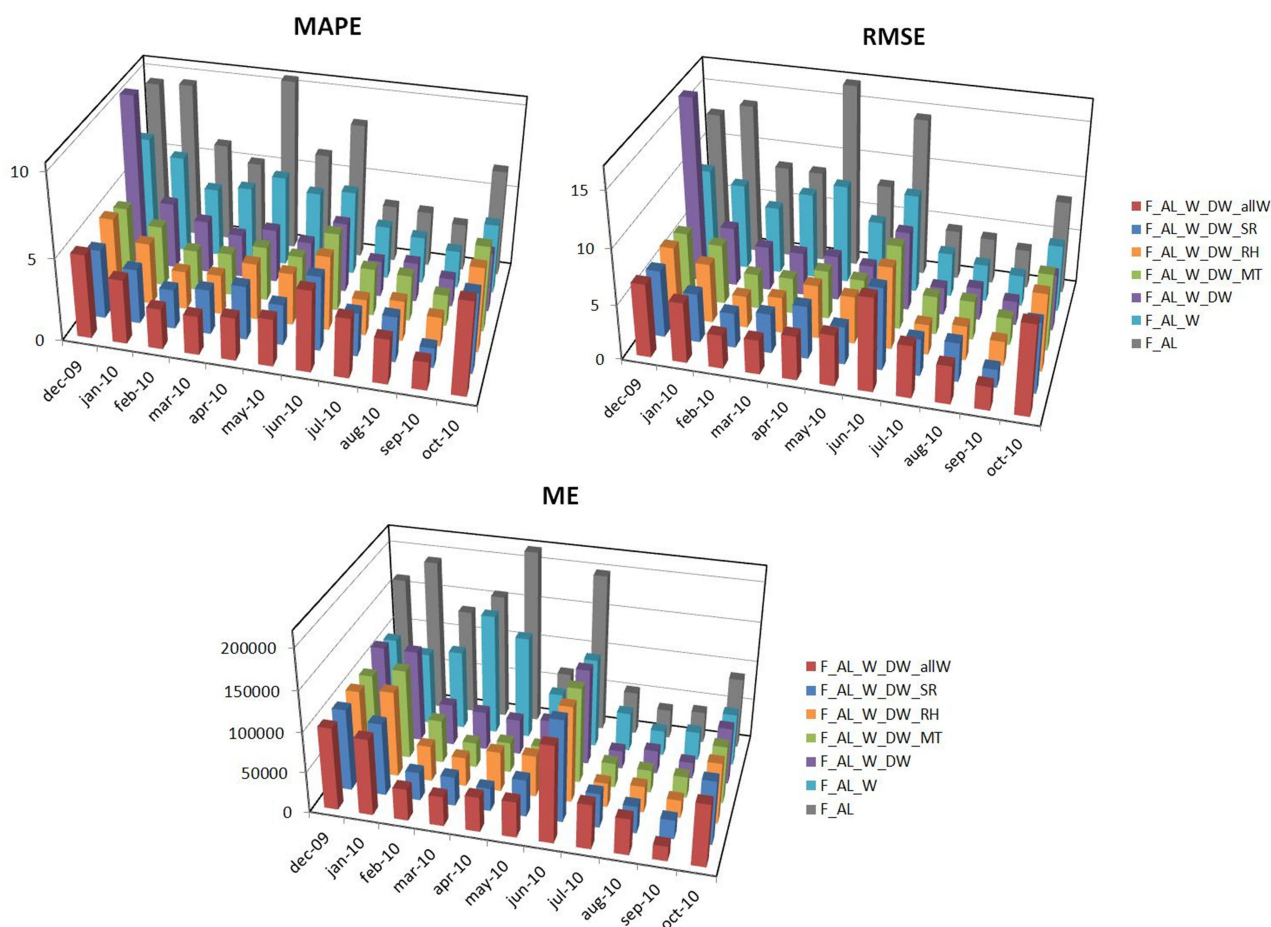 MAPE
10
5
0
dec-09
jan-10
feb-10
mar-10
apr-10
may-10
jun-10
jul-10
aug-10
sep-10
oct-10
RMSE
15
10
5
0
dec-09
jan-10
feb-10
mar-10
apr-10
may-10
jun-10
jul-10
aug-10
sep-10
oct-10
F_AL_W_DW_allW
F_AL_W_DW_SR
F_AL_W_DW_RH
F_AL_W_DW_MT
F_AL_W_DW
F_AL_W
F_AL
ME
200000
150000
100000
50000
0
dec-09
jan-10
feb-10
mar-10
apr-10
may-10
jun-10
jul-10
aug-10
sep-10
oct-10
F_AL_W_DW_allW
F_AL_W_DW_SR
F_AL_W_DW_RH
F_AL_W_DW_MT
F_AL_W_DW
F_AL_W
F_AL